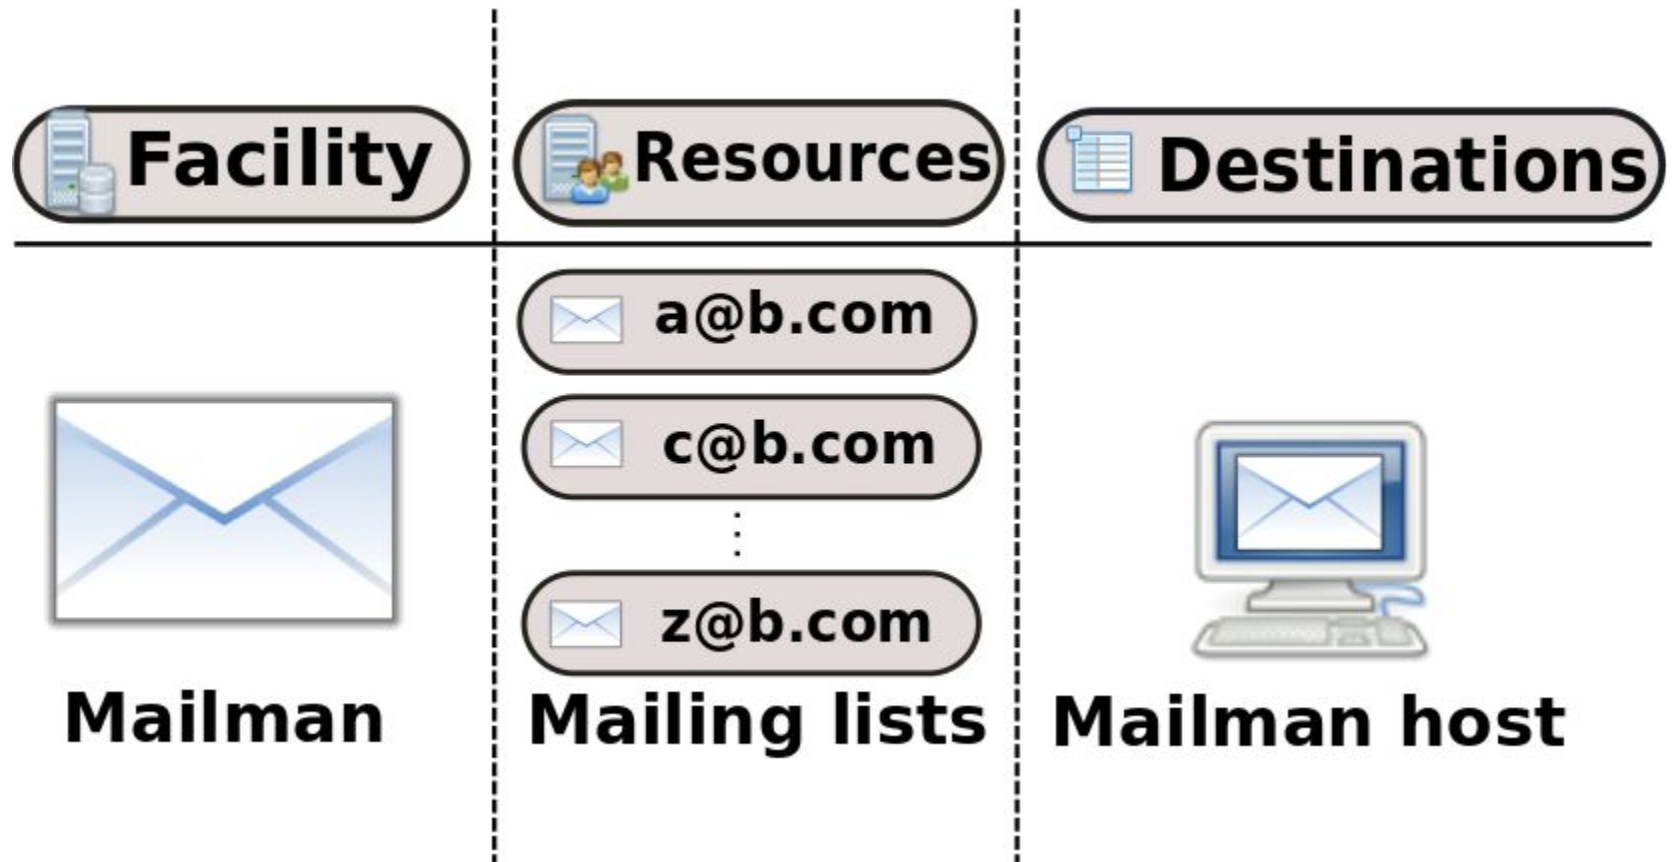 Facility
Resources
Destinations
a@b.com
c@b.com
z@b.com
Mailman
Mailing lists
Mailman host